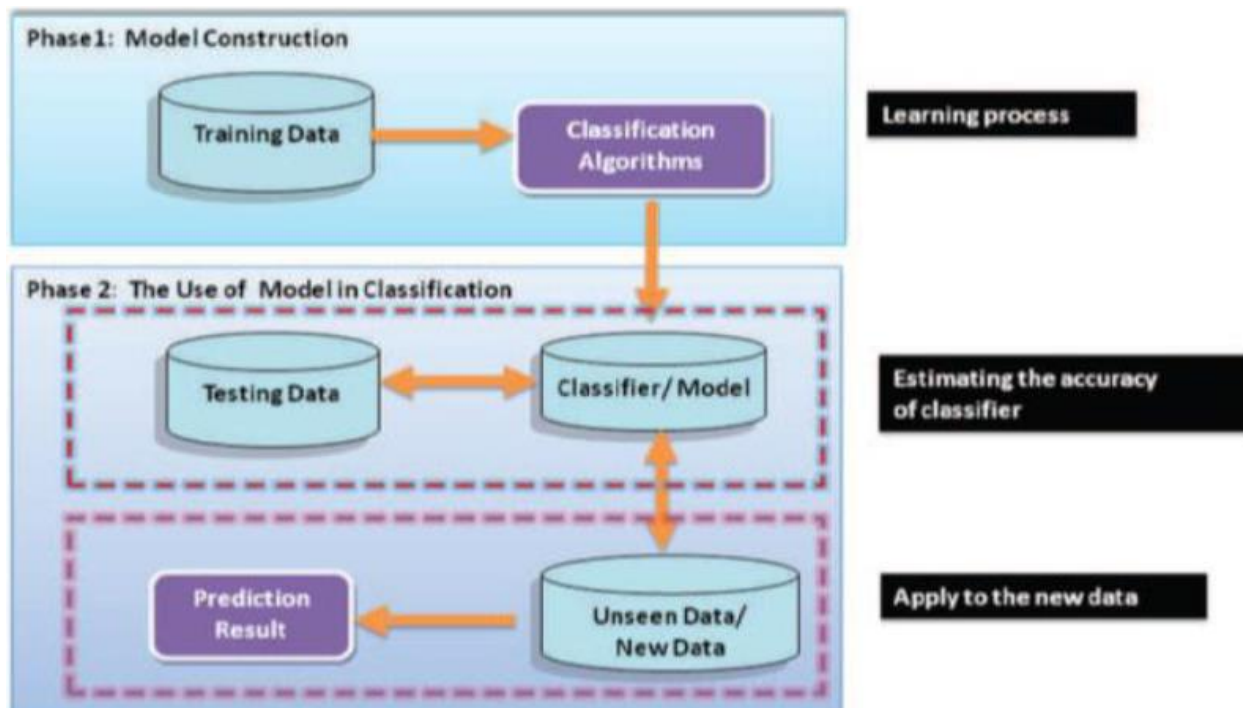 Phase1: Model Construction
Training Data
Classification
Algorithms
Learning process
Phase 2: The Use of Model in Classification
Testing Data
Classifier/ Model
Estimating the accuracy
of classifier
Prediction
Result
Unseen Data/
New Data
Apply to the new data